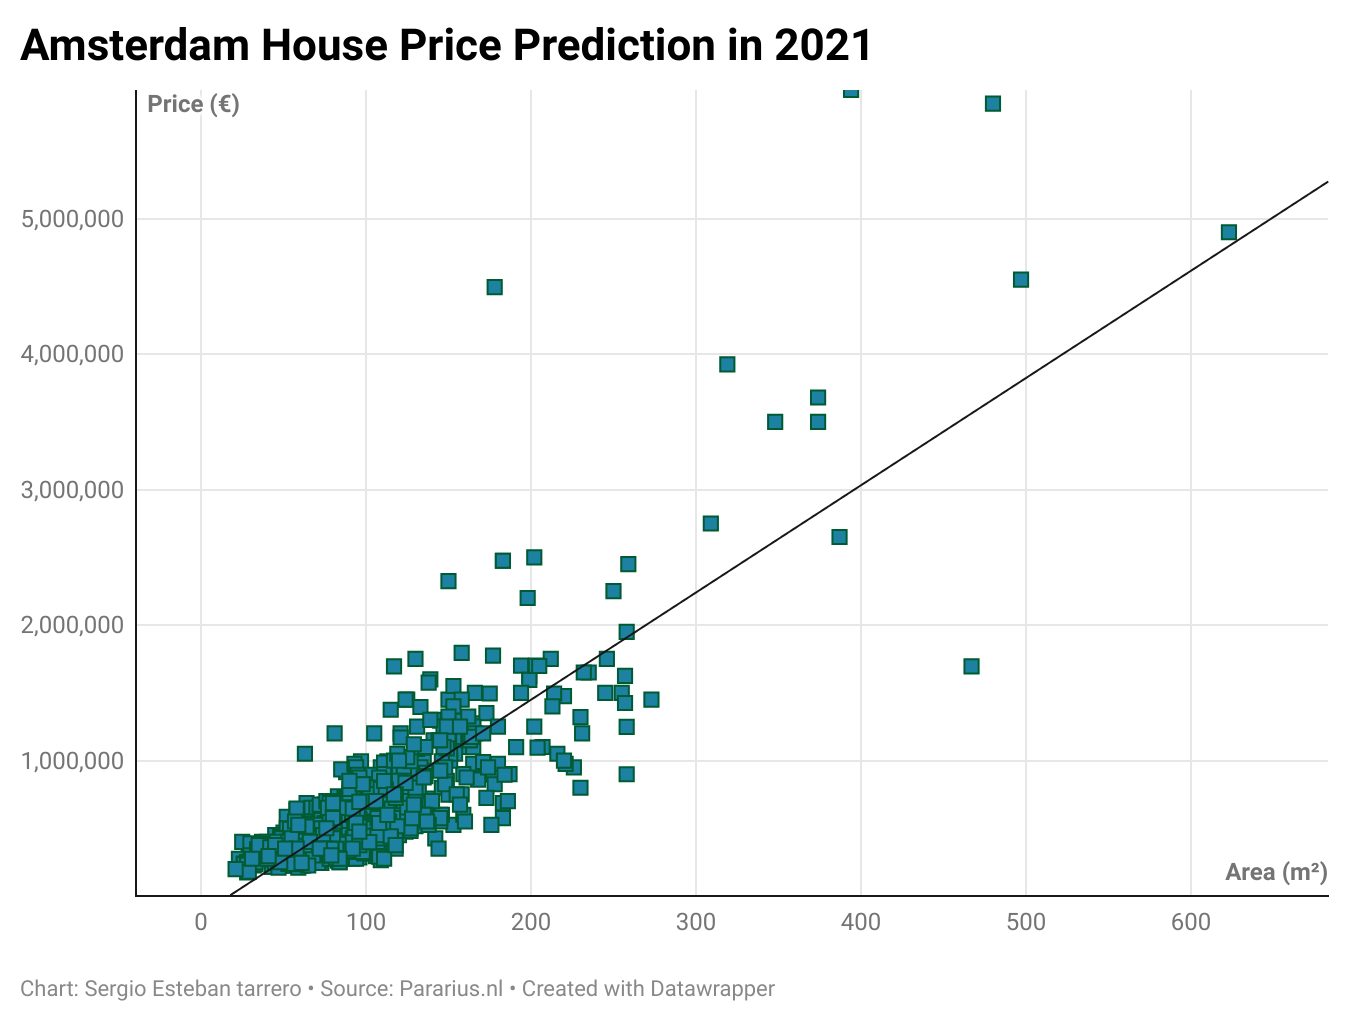 Amsterdam House Price Prediction in 2021
Price (€)
5,000,000
4,000,000
3,000,000
2,000,000
1,000,000
Area (m²)
0 100 200 300 400 500 600
Chart: Sergio Esteban tarrero • Source: Pararius.nl • Created with Datawrapper